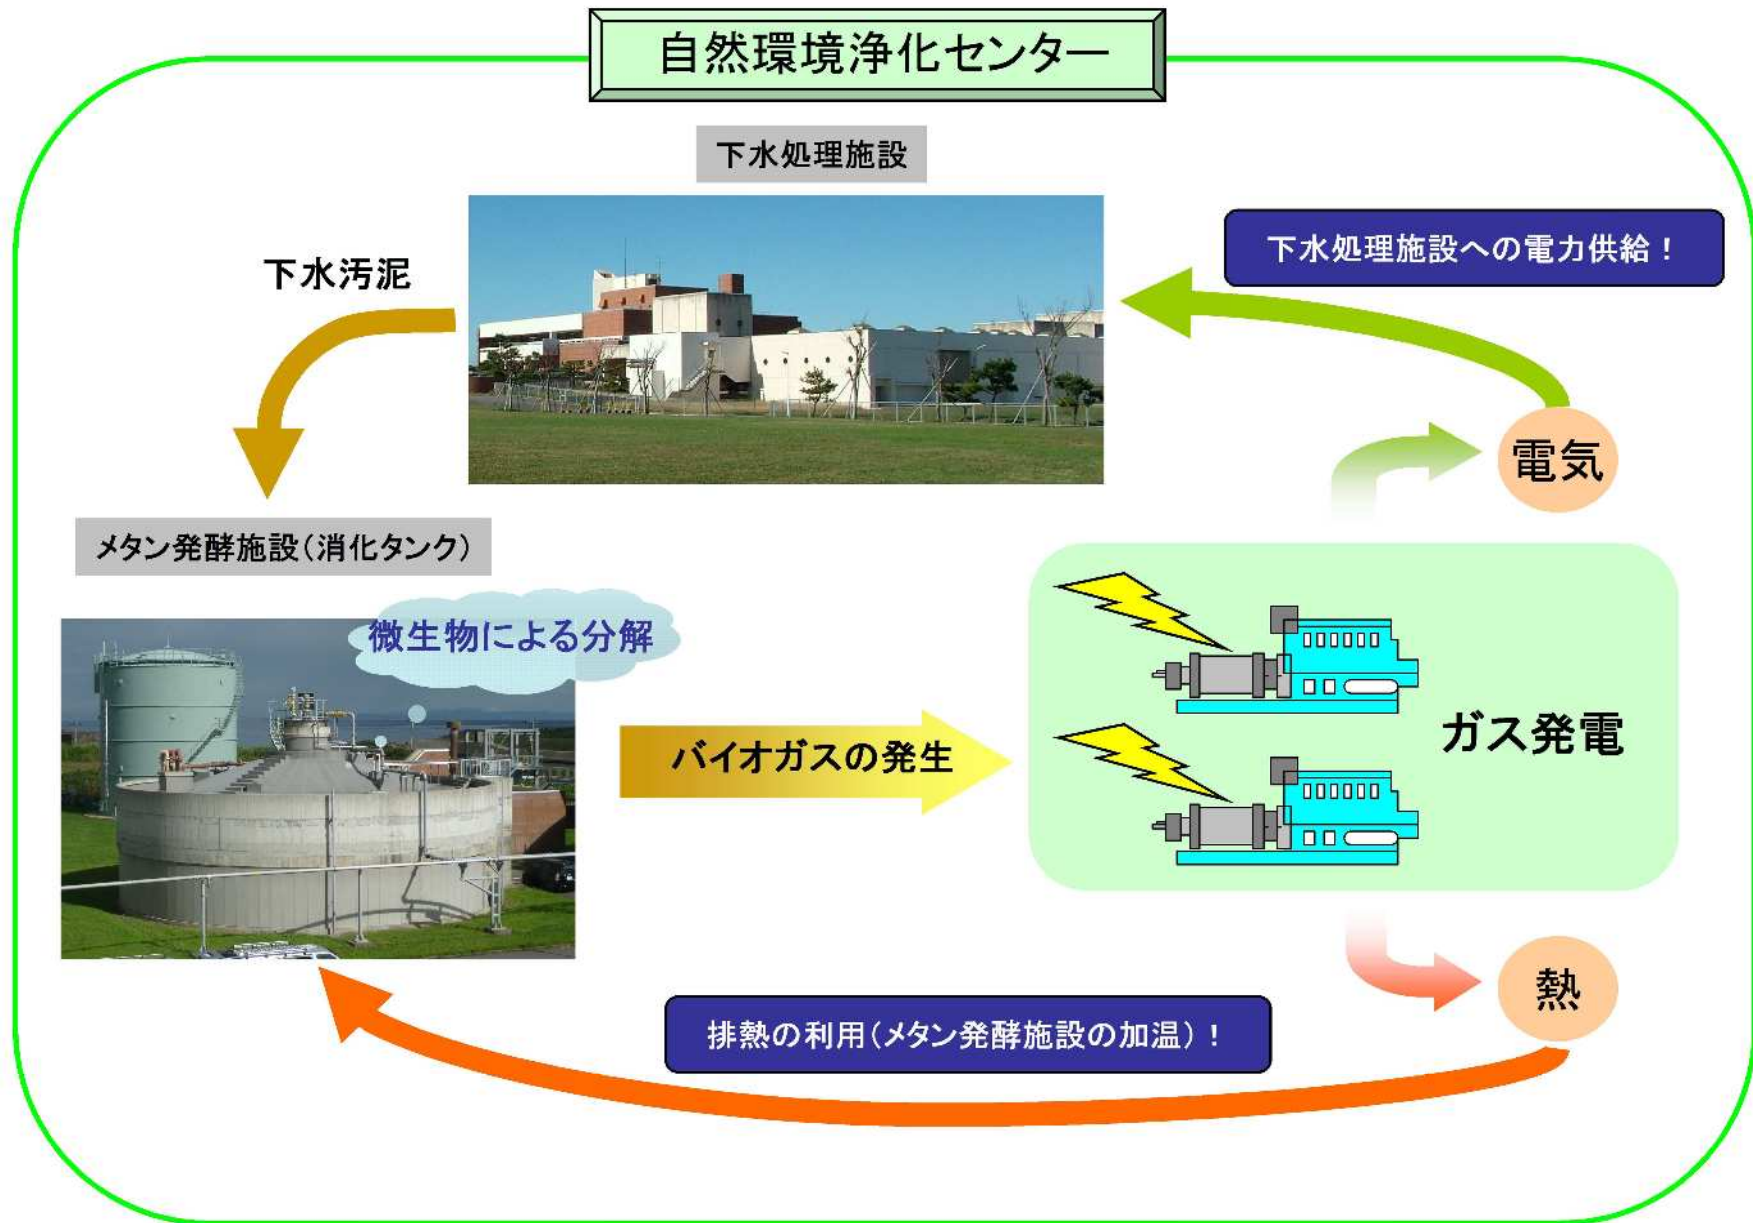 自然環境浄化センター
下水処理施設
下水処理施設への電力供給！
下水汚泥
電気
メタン発酵施設（消化タンク）
微生物による分解
バイオガスの発生
ガス発電
熱
排熱の利用（メタン発酵施設の加温）！